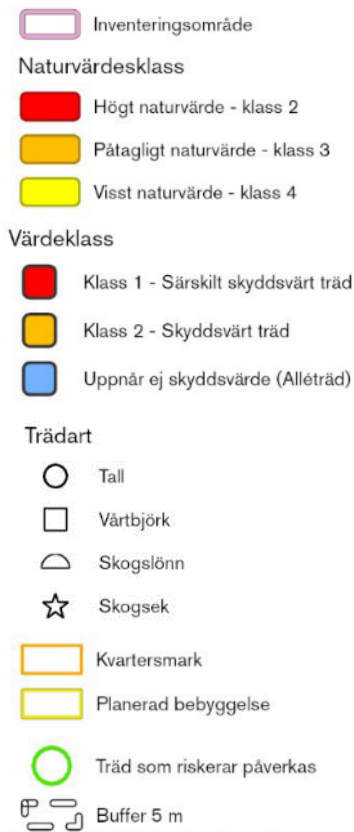 Inventeringsområde
Naturvärdesklass
Högt naturvärde - klass 2
Påtagligt naturvärde - klass 3
Visst naturvärde - klass 4
Värdeklass
Klass 1 - Särskilt skyddsvärt träd
Klass 2 - Skyddsvärt träd
Uppnår ej skyddsvärde (Alléträd)
Trädart
Tall
Vårtbjörk
Skogslönn
Skogsek
Kvartersmark
Planerad bebyggelse
Träd som riskerar påverkas
Buffer 5 m